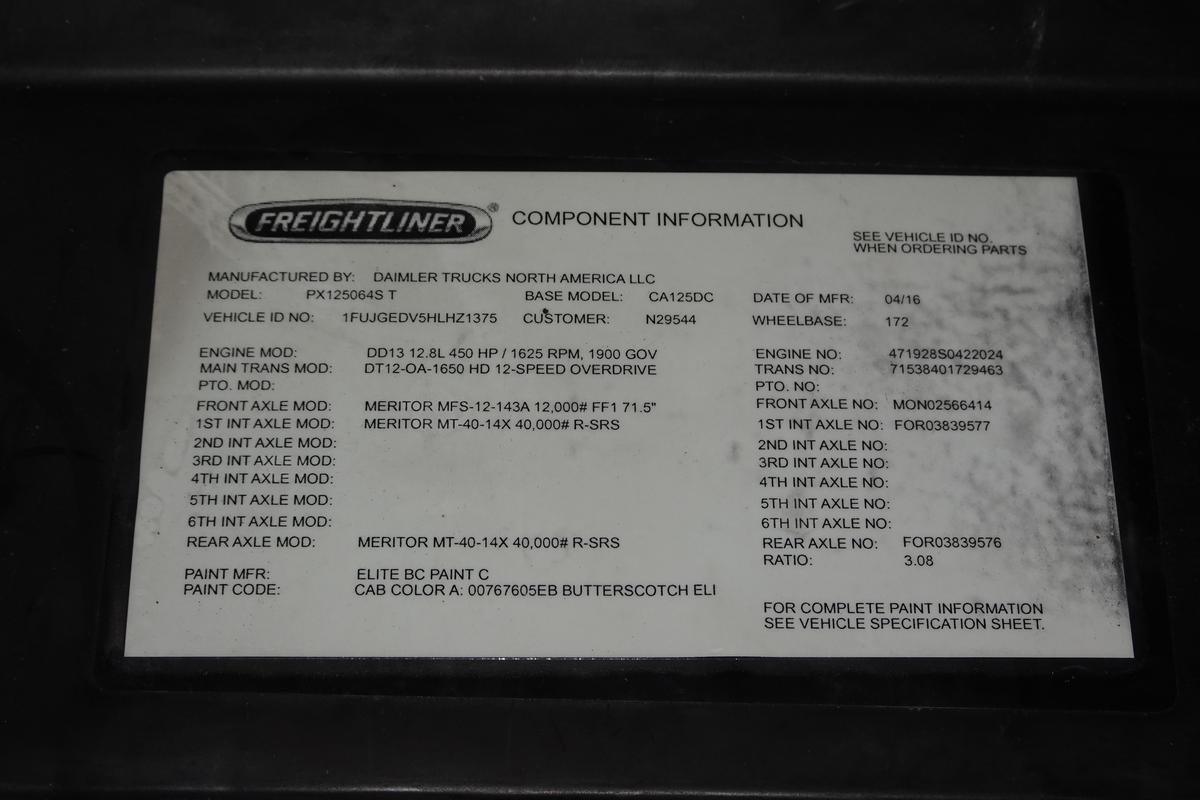 FREIGHTLINER® COMPONENT INFORMATION
SEE VEHICLE ID NO.
WHEN ORDERING PARTS
MANUFACTURED BY: DAIMLER TRUCKS NORTH AMERICA LLC
MODEL: PX125064S T BASE MODEL: CA125DC DATE OF MFR: 04/16
VEHICLE ID NO: 1FUJGEDV5HLHZ1375 CUSTOMER: N29544 WHEELBASE: 172
ENGINE MOD: DD13 12.8L 450 HP / 1625 RPM, 1900 GOV ENGINE NO: 471928S0422024
MAIN TRANS MOD: DT12-OA-1650 HD 12-SPEED OVERDRIVE TRANS NO: 71538401729463
PTO. MOD: PTO. NO:
FRONT AXLE MOD: MERITOR MFS-12-143A 12,000# FF1 71.5" FRONT AXLE NO: MON02566414
1ST INT AXLE MOD: MERITOR MT-40-14X 40,000# R-SRS 1ST INT AXLE NO: FOR03839577
2ND INT AXLE MOD: 2ND INT AXLE NO:
3RD INT AXLE MOD: 3RD INT AXLE NO:
4TH INT AXLE MOD: 4TH INT AXLE NO:
5TH INT AXLE MOD: 5TH INT AXLE NO:
6TH INT AXLE MOD: 6TH INT AXLE NO:
REAR AXLE MOD: MERITOR MT-40-14X 40,000# R-SRS REAR AXLE NO: FOR03839576
RATIO: 3.08
PAINT MFR: ELITE BC PAINT C
PAINT CODE: CAB COLOR A: 00767605EB BUTTERSCOTCH ELI
FOR COMPLETE PAINT INFORMATION
SEE VEHICLE SPECIFICATION SHEET.